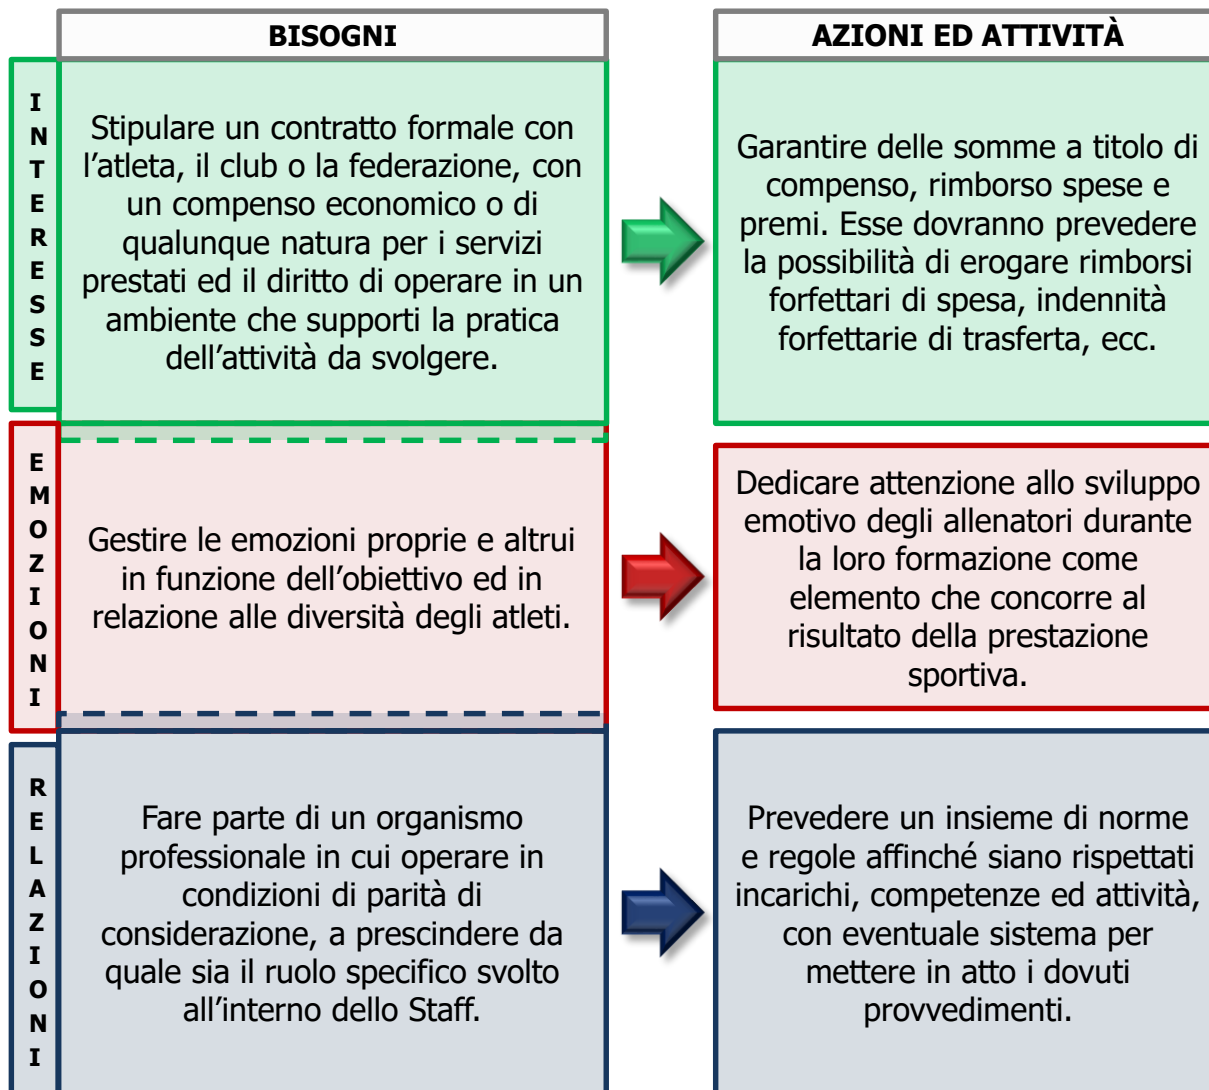 BISOGNI
AZIONI ED ATTIVITÀ
INTERESSE
Stipulare un contratto formale con
l’atleta, il club o la federazione, con
un compenso economico o di
qualunque natura per i servizi
prestati ed il diritto di operare in un
ambiente che supporti la pratica
dell’attività da svolgere.
Garantire delle somme a titolo di
compenso, rimborso spese e
premi. Esse dovranno prevedere
la possibilità di erogare rimborsi
forfettari di spesa, indennità
forfettarie di trasferta, ecc.
EMOZIONI
Gestire le emozioni proprie e altrui
in funzione dell’obiettivo ed in
relazione alle diversità degli atleti.
Dedicare attenzione allo sviluppo
emotivo degli allenatori durante
la loro formazione come
elemento che concorre al
risultato della prestazione
sportiva.
RELAZIONI
Fare parte di un organismo
professionale in cui operare in
condizioni di parità di
considerazione, a prescindere da
quale sia il ruolo specifico svolto
all’interno dello Staff.
Prevedere un insieme di norme
e regole affinché siano rispettati
incarichi, competenze ed attività,
con eventuale sistema per
mettere in atto i dovuti
provvedimenti.